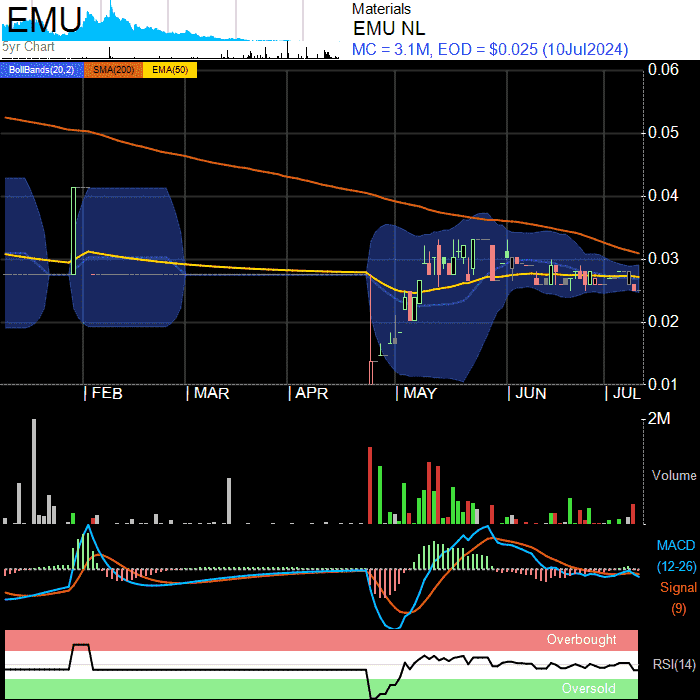 EMU
5yr Chart
Materials
EMU NL
MC = 3.1M, EOD = $0.025 (10Jul2024)
BollBands(20,2) SMA(200) EMA(50)
0.06
0.05
0.04
0.03
0.02
0.01
FEB MAR APR MAY JUN JUL
2M
Volume
MACD
(12-26)
Signal
(9)
Overbought
RSI(14)
Oversold